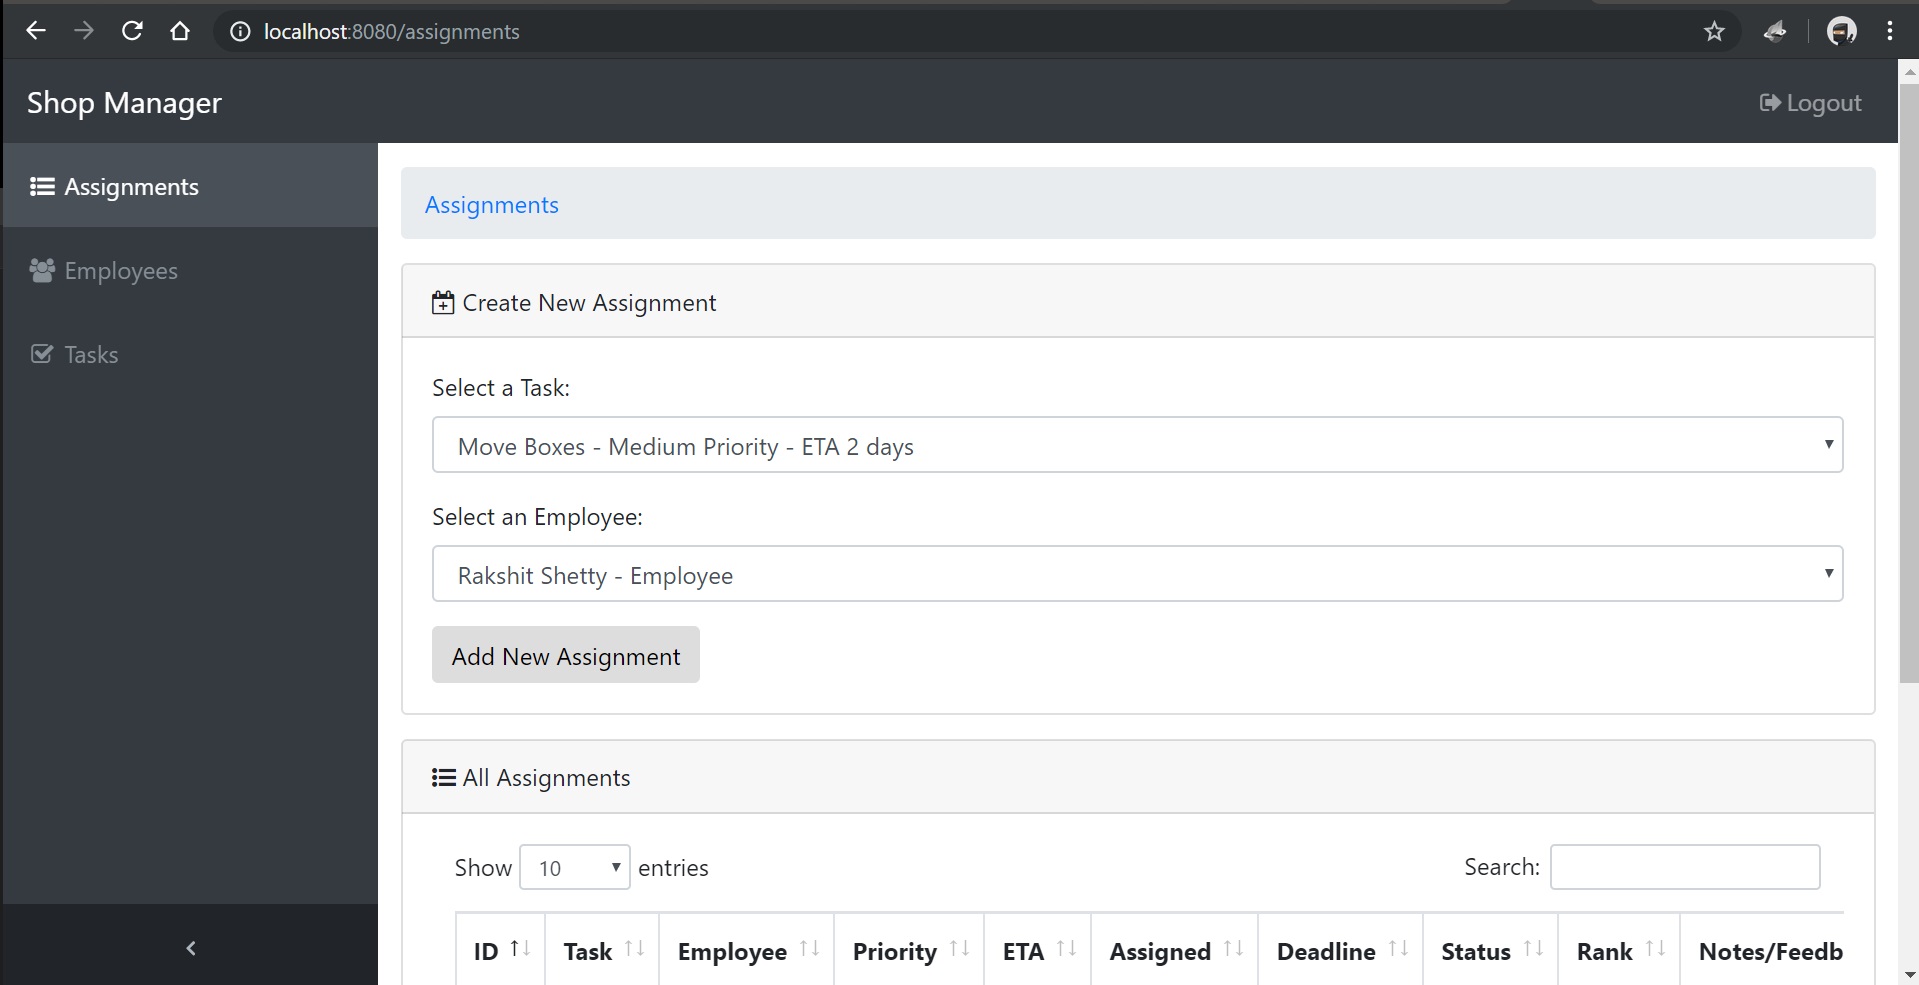 localhost:8080/assignments
Shop Manager
Logout
Assignments
Employees
Tasks
Assignments
Create New Assignment
Select a Task:
Move Boxes - Medium Priority - ETA 2 days
Select an Employee:
Rakshit Shetty - Employee
Add New Assignment
All Assignments
Show 10 entries
Search:
ID Task Employee Priority ETA Assigned Deadline Status Rank Notes/Feedb